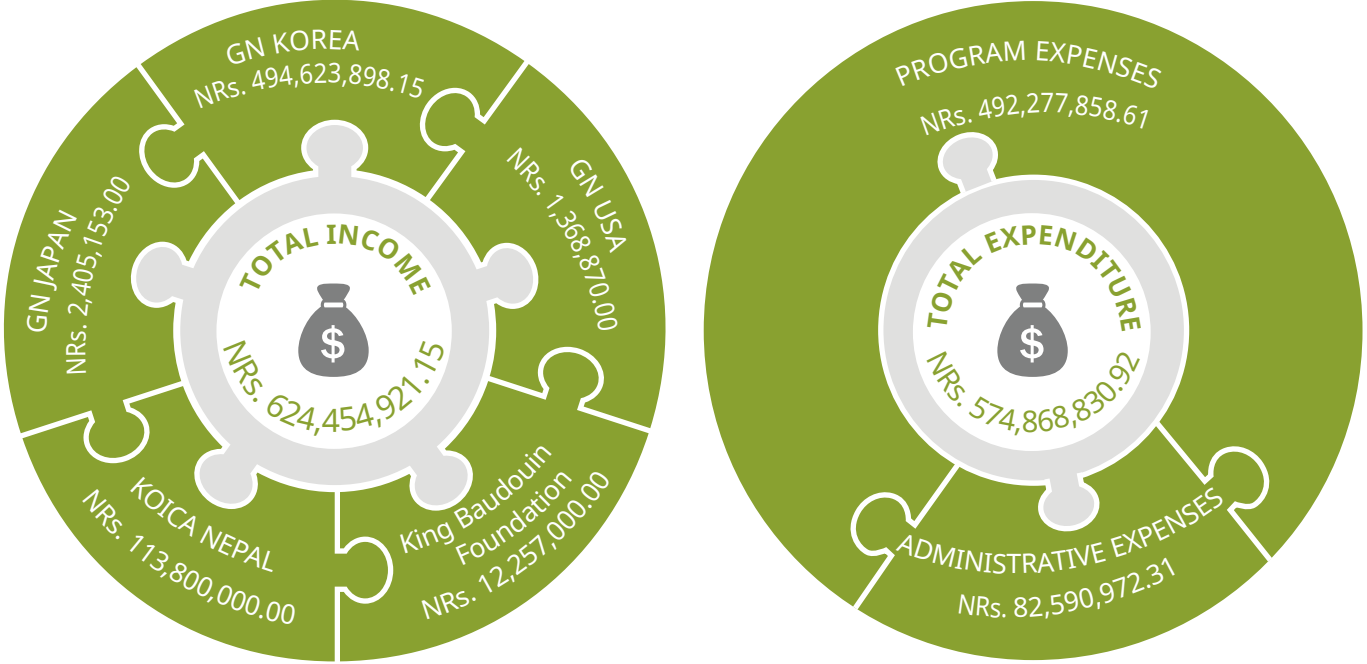 GN KOREA
NRs. 494,623,898.15
GN USA
NRs. 1,368,870.00
King Baudouin
Foundation
NRs. 12,257,000.00
KOICA NEPAL
NRs. 113,800,000.00
GN JAPAN
NRs. 2,405,153.00
TOTAL INCOME
$
NRs. 624,454,921.15
PROGRAM EXPENSES
NRs. 492,277,858.61
TOTAL EXPENDITURE
$
NRs. 574,868,830.92
ADMINISTRATIVE EXPENSES
NRs. 82,590,972.31